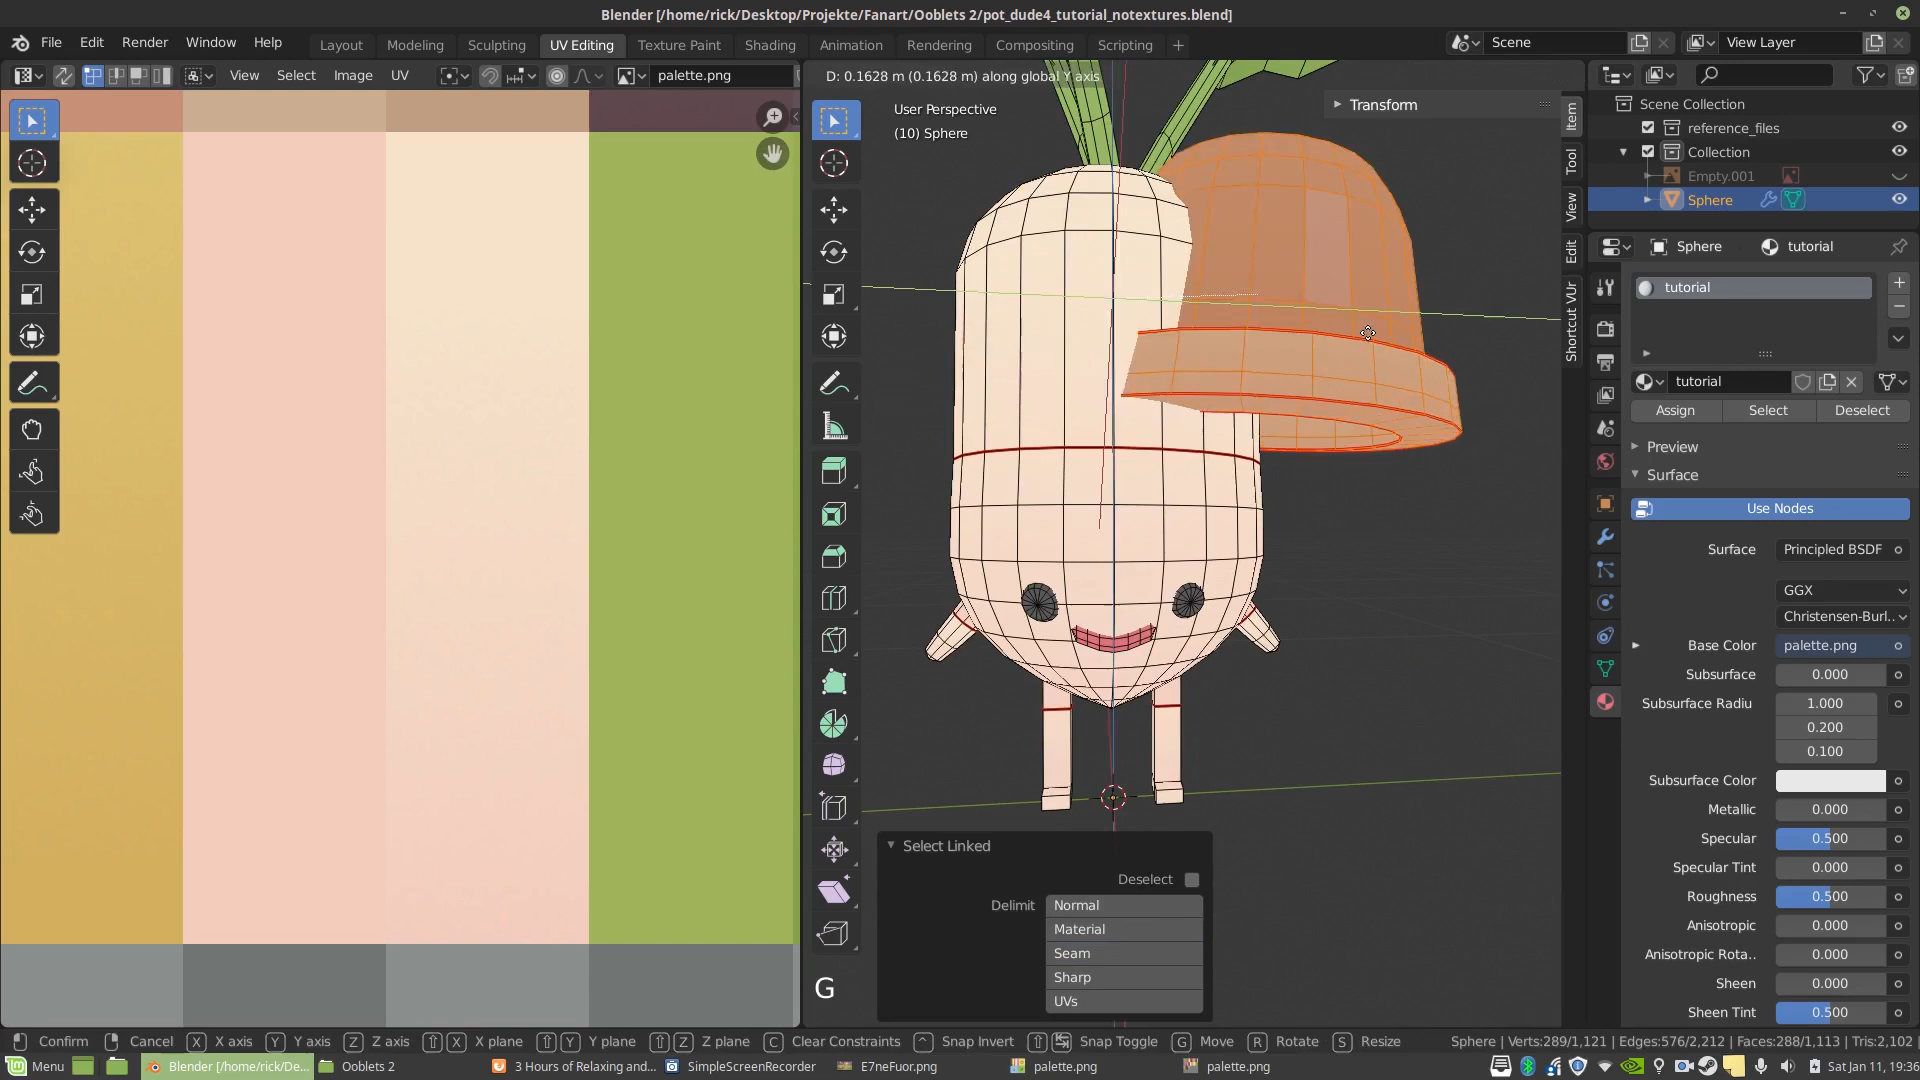 Blender [/home/rick/Desktop/Projekte/Fanart/Ooblets 2/pot_dude4_tutorial_notextures.blend]
File Edit Render Window Help
Layout Modeling Sculpting UV Editing Texture Paint Shading Animation Rendering Compositing Scripting +
Scene
View Layer
View Select Image UV
palette.png
D: 0.1628 m (0.1628 m) along global Y axis
User Perspective
(10) Sphere
Transform
Item
Tool
View
Edit
Shortcut VUr
Scene Collection
reference_files
Collection
Empty.001
Sphere
Sphere
tutorial
tutorial
tutorial
Assign Select Deselect
Preview
Surface
Use Nodes
Surface Principled BSDF
GGX
Christensen-Burl..
Base Color palette.png
Subsurface 0.000
Subsurface Radiu 1.000
0.200
0.100
Subsurface Color
Metallic 0.000
Specular 0.500
Specular Tint 0.000
Roughness 0.500
Anisotropic 0.000
Anisotropic Rota.. 0.000
Sheen 0.000
Sheen Tint 0.500
Select Linked
Deselect
Delimit Normal
Material
Seam
Sharp
UVs
G
Confirm Cancel X X axis Y Y axis Z Z axis X X plane Y Y plane Z Z plane C Clear Constraints Snap Invert Snap Toggle G Move R Rotate S Resize
Sphere | Verts:289/1,121 | Edges:576/2,212 | Faces:288/1,113 | Tris:2,102
Menu Blender [/home/rick/De... Ooblets 2 3 Hours of Relaxing and... SimpleScreenRecorder E7neFuor.png palette.png palette.png Sat Jan 11, 19:36